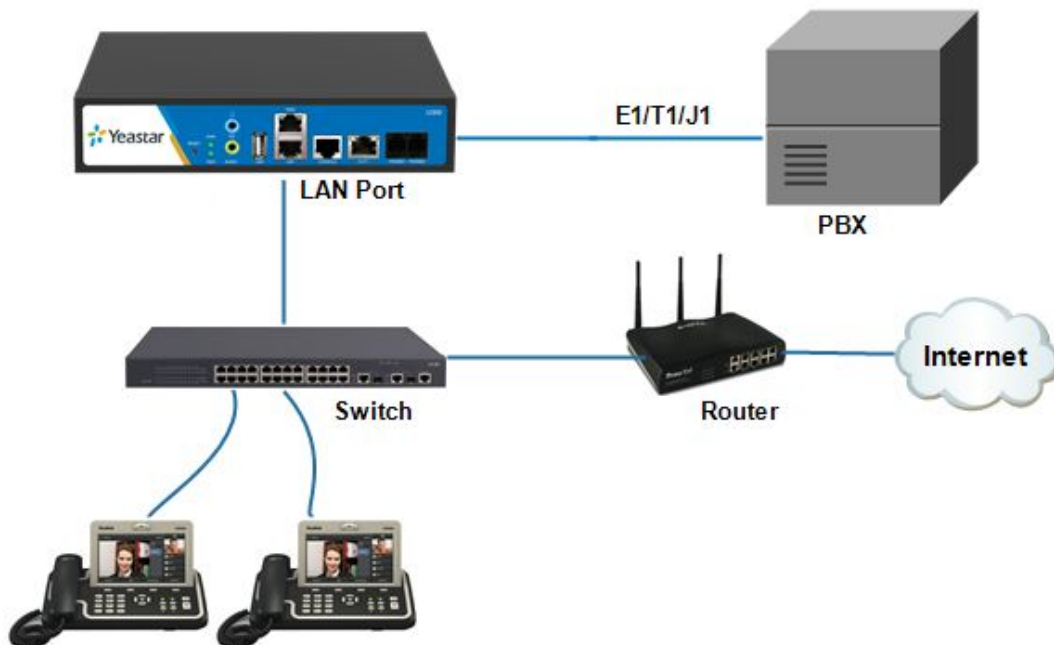 Yeastar
E1/T1/J1
LAN Port
PBX
Internet
Switch
Router